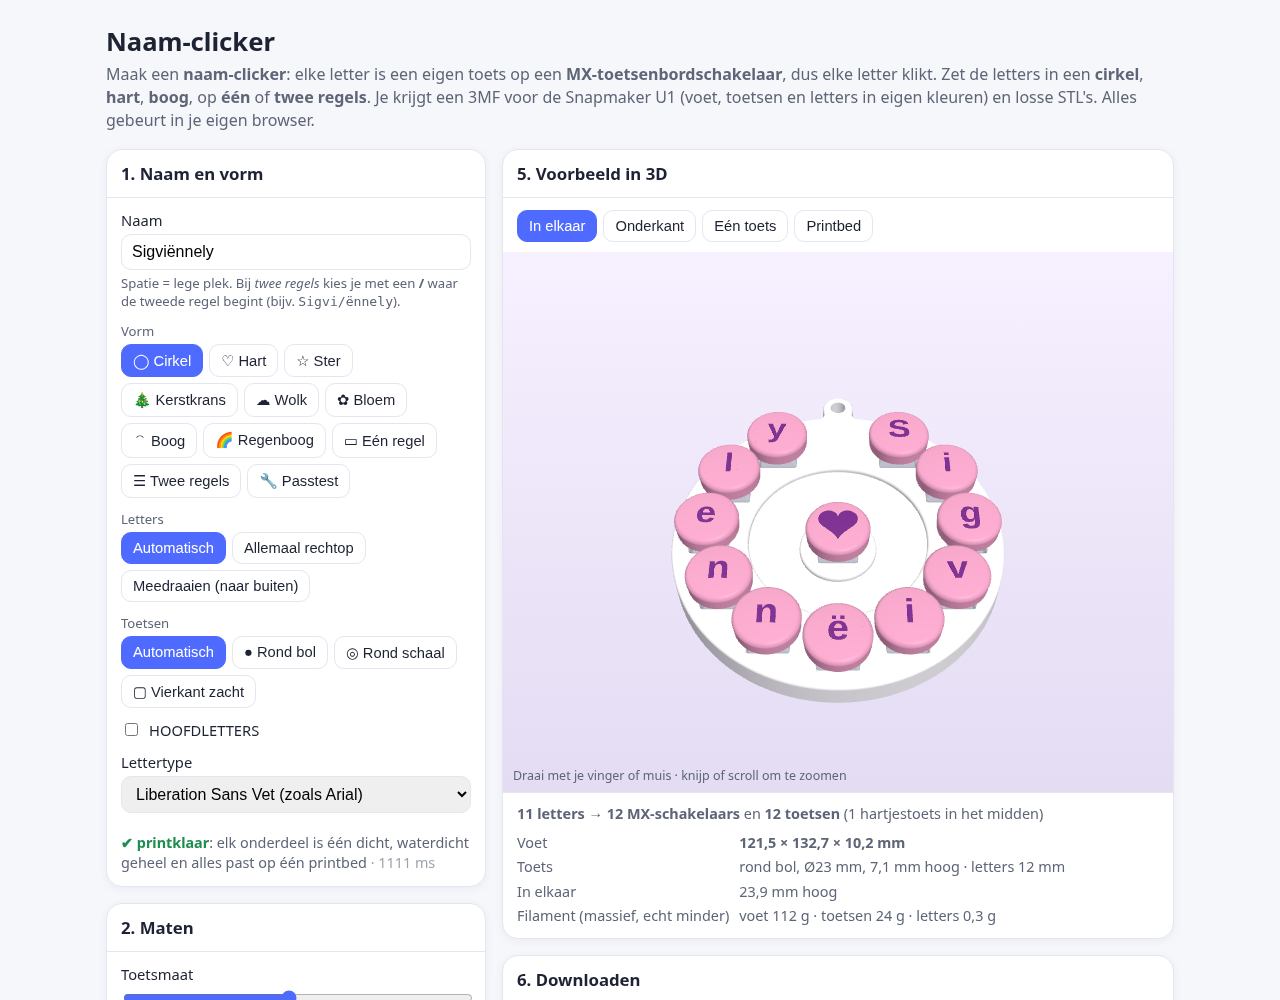 Naam-clicker
Maak een naam-clicker: elke letter is een eigen toets op een MX-toetsenbordschakelaar, dus elke letter klikt. Zet de letters in een cirkel,
hart, boog, op één of twee regels. Je krijgt een 3MF voor de Snapmaker U1 (voet, toetsen en letters in eigen kleuren) en losse STL's. Alles
gebeurt in je eigen browser.
1. Naam en vorm
Naam
Sigviënnely
Spatie = lege plek. Bij twee regels kies je met een / waar
de tweede regel begint (bijv. Sigvi/ënnely).
Vorm
◯ Cirkel
♡ Hart
☆ Ster
🎄 Kerstkrans
☁ Wolk
✿ Bloem
⌒ Boog
🌈 Regenboog
▭ Eén regel
☰ Twee regels
🔧 Passtest
Letters
Automatisch
Allemaal rechtop
Meedraaien (naar buiten)
Toetsen
Automatisch
● Rond bol
◎ Rond schaal
▢ Vierkant zacht
HOOFDLETTERS
Lettertype
Liberation Sans Vet (zoals Arial)
✔ printklaar: elk onderdeel is één dicht, waterdicht
geheel en alles past op één printbed · 1111 ms
2. Maten
Toetsmaat
5. Voorbeeld in 3D
In elkaar
Onderkant
Eén toets
Printbed
S
i
g
v
i
ë
n
n
e
l
y
❤
Draai met je vinger of muis · knijp of scroll om te zoomen
11 letters → 12 MX-schakelaars en 12 toetsen (1 hartjestoets in het midden)
Voet 121,5 × 132,7 × 10,2 mm
Toets rond bol, Ø23 mm, 7,1 mm hoog · letters 12 mm
In elkaar 23,9 mm hoog
Filament (massief, echt minder) voet 112 g · toetsen 24 g · letters 0,3 g
6. Downloaden